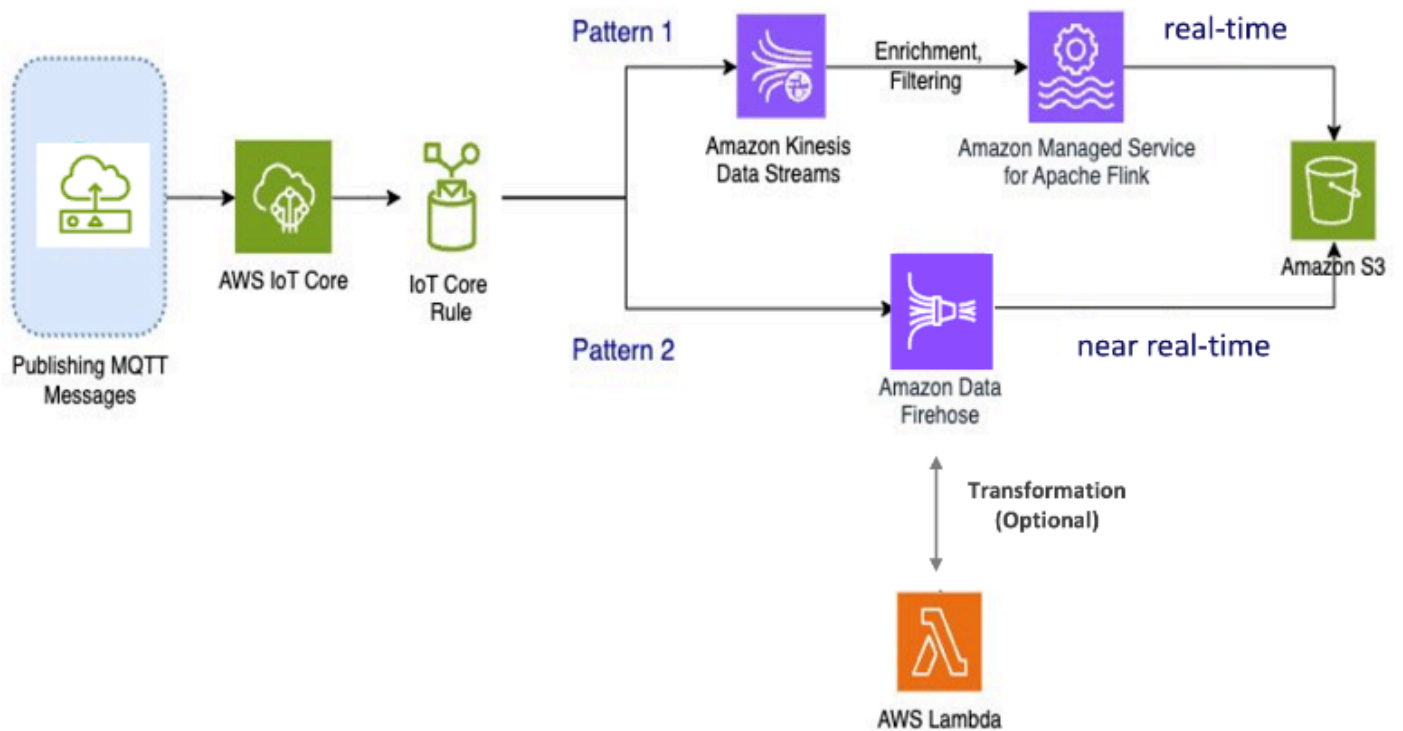 Pattern 1
real-time
Enrichment,
Filtering
Amazon Kinesis
Data Streams
Amazon Managed Service
for Apache Flink
AWS IoT Core
IoT Core
Rule
Amazon S3
Publishing MQTT
Messages
Pattern 2
near real-time
Amazon Data
Firehose
Transformation
(Optional)
AWS Lambda